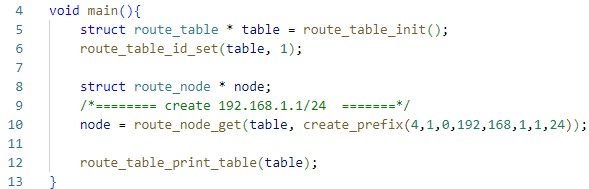 4 void main(){
5 struct route_table * table = route_table_init();
6 route_table_id_set(table, 1);
7
8 struct route_node * node;
9 /*======== create 192.168.1.1/24 =======*/
10 node = route_node_get(table, create_prefix(4,1,0,192,168,1,1,24));
11
12 route_table_print_table(table);
13 }